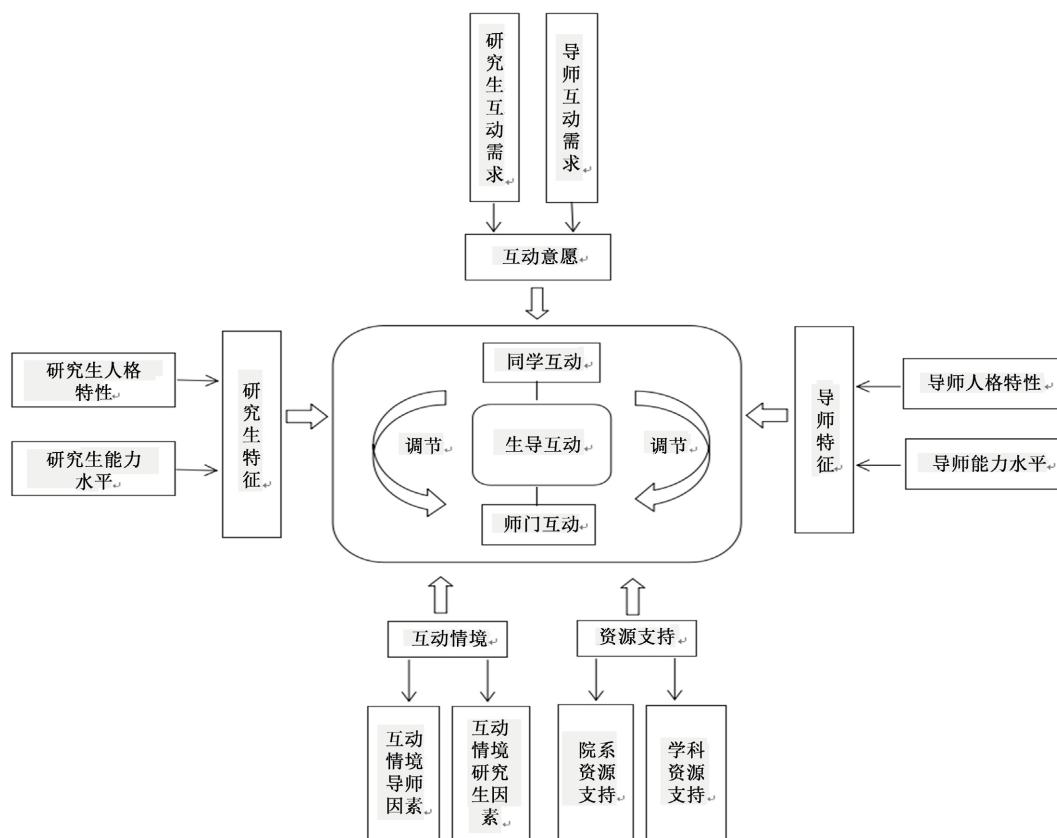 研究生互动需求
导师互动需求
互动意愿
同学互动
研究生人格
特性
研究生特征
导师特征
导师人格特性
调节
生导互动
调节
研究生能力
水平
导师能力水平
师门互动
互动情境
资源支持
互动
情境
导师
因素
互动
情境
研究
生因
素
院系
资源
支持
学科
资源
支持